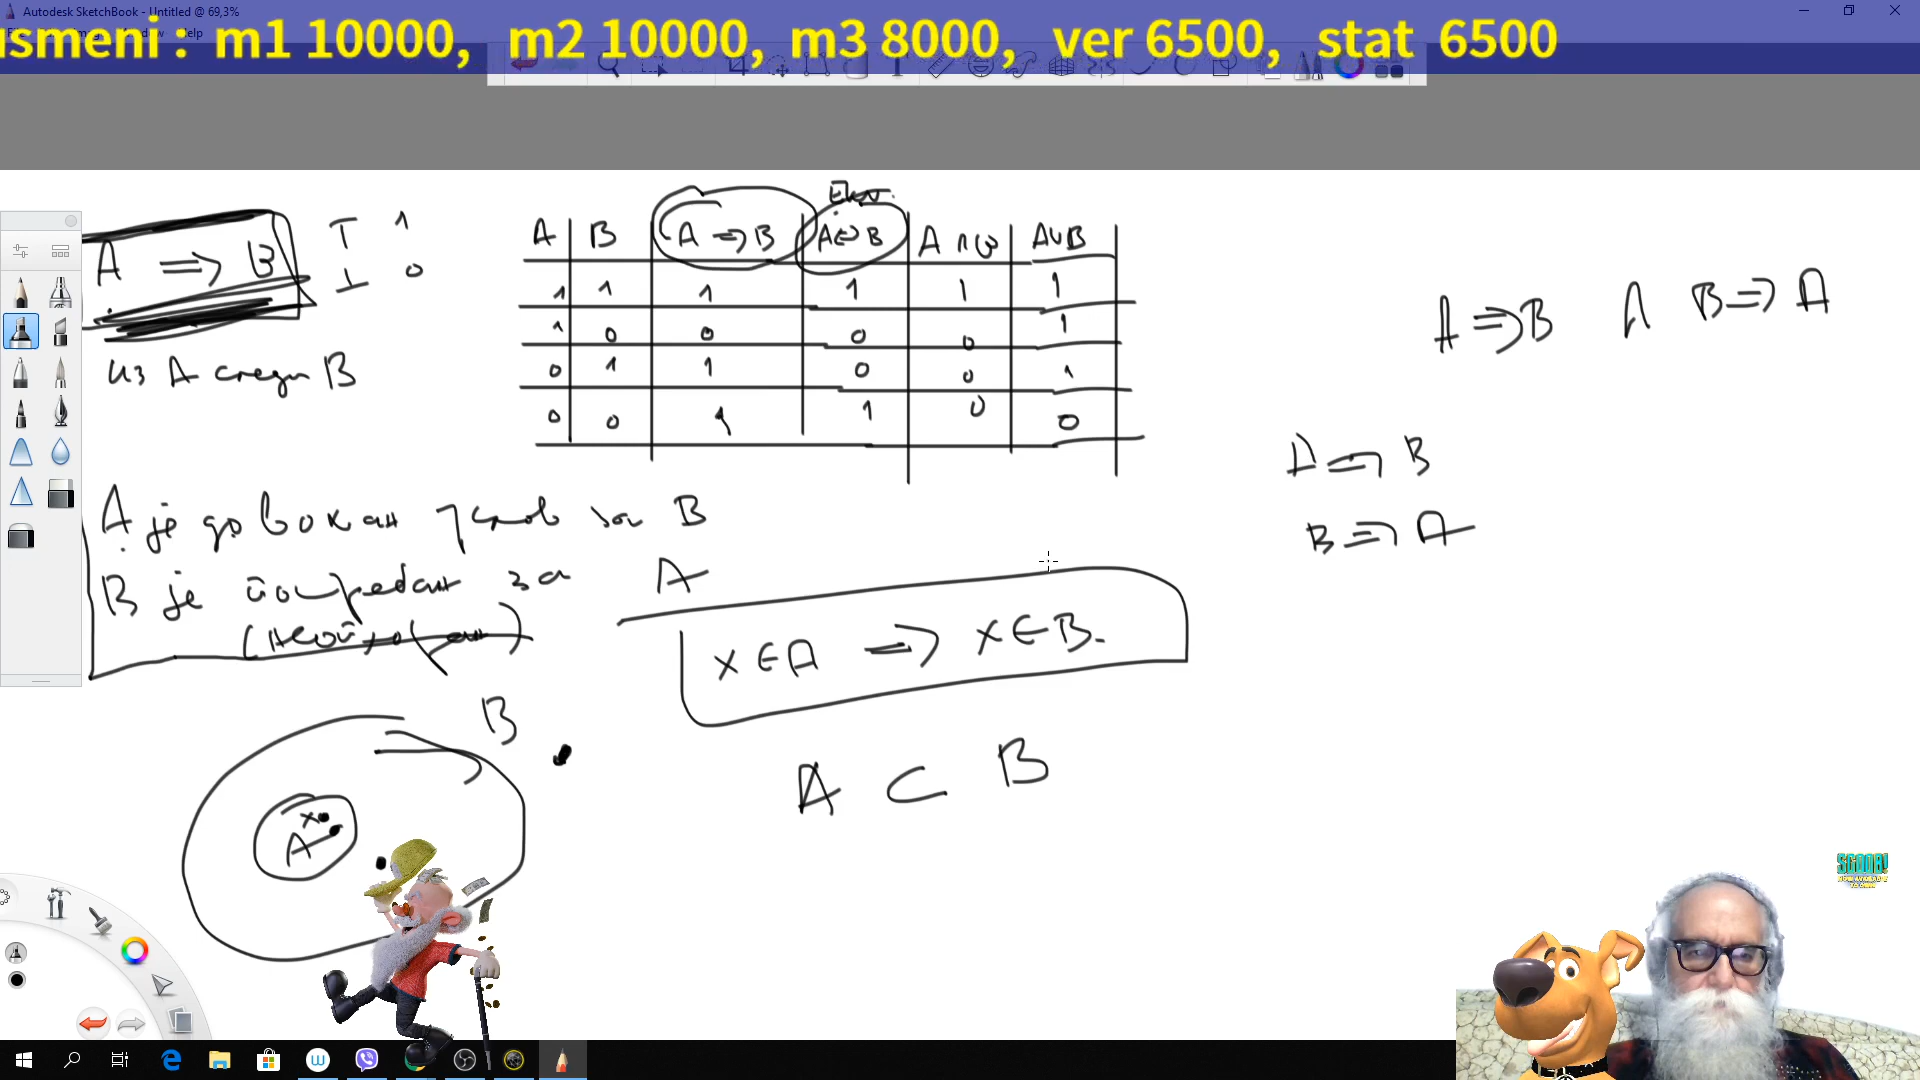 Autodesk SketchBook - Untitled @ 69,3%
ismeni : m1 10000, m2 10000, m3 8000, ver 6500, stat 6500
A ⇒ B
T 1
⊥ 0
из A следи B
Екв.
A B A ⇒ B A⇔B A ∧ B A∨B
1 1 1 1 1 1
1 0 0 0 0 1
0 1 1 0 0 1
0 0 1 1 0 0
A ⇒ B ∧ B ⇒ A
A ⇒ B
B ⇒ A
A је довољан услов за B
B је потребан за A
x ∈ A ⇒ x ∈ B.
A ⊂ B
B
x
A
SCOOB!